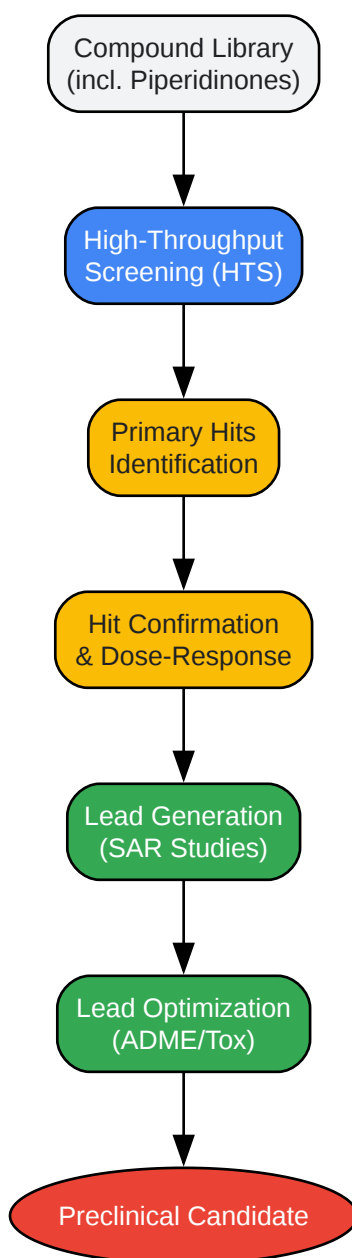 Compound Library
(incl. Piperidinones)
High-Throughput
Screening (HTS)
Primary Hits
Identification
Hit Confirmation
& Dose-Response
Lead Generation
(SAR Studies)
Lead Optimization
(ADME/Tox)
Preclinical Candidate